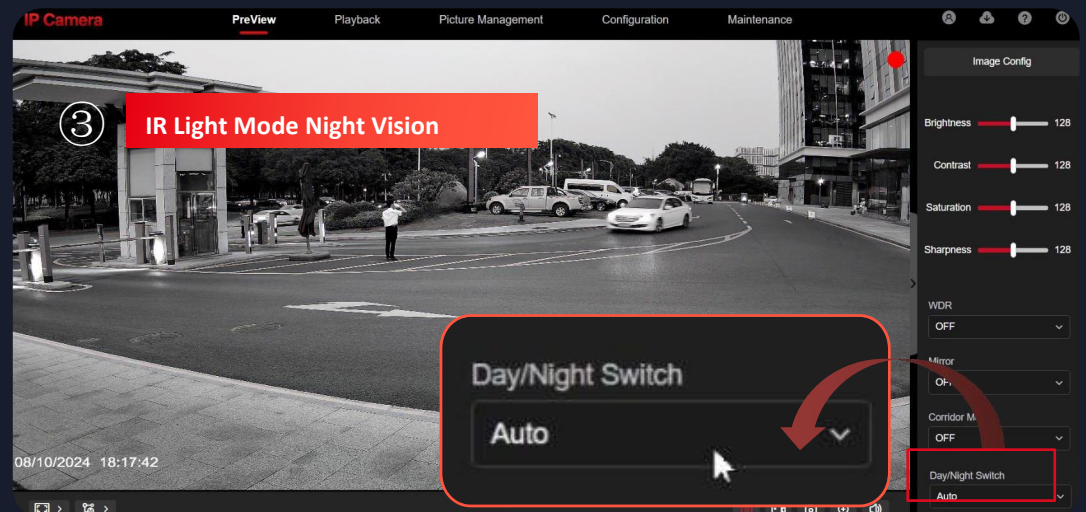 IP Camera
PreView
Playback
Picture Management
Configuration
Maintenance
Image Config
③
IR Light Mode Night Vision
Brightness
128
Contrast
128
Saturation
128
Sharpness
128
WDR
OFF
Mirror
OFF
Corridor
OFF
Day/Night Switch
Auto
Day/Night Switch
Auto
08/10/2024 18:17:42